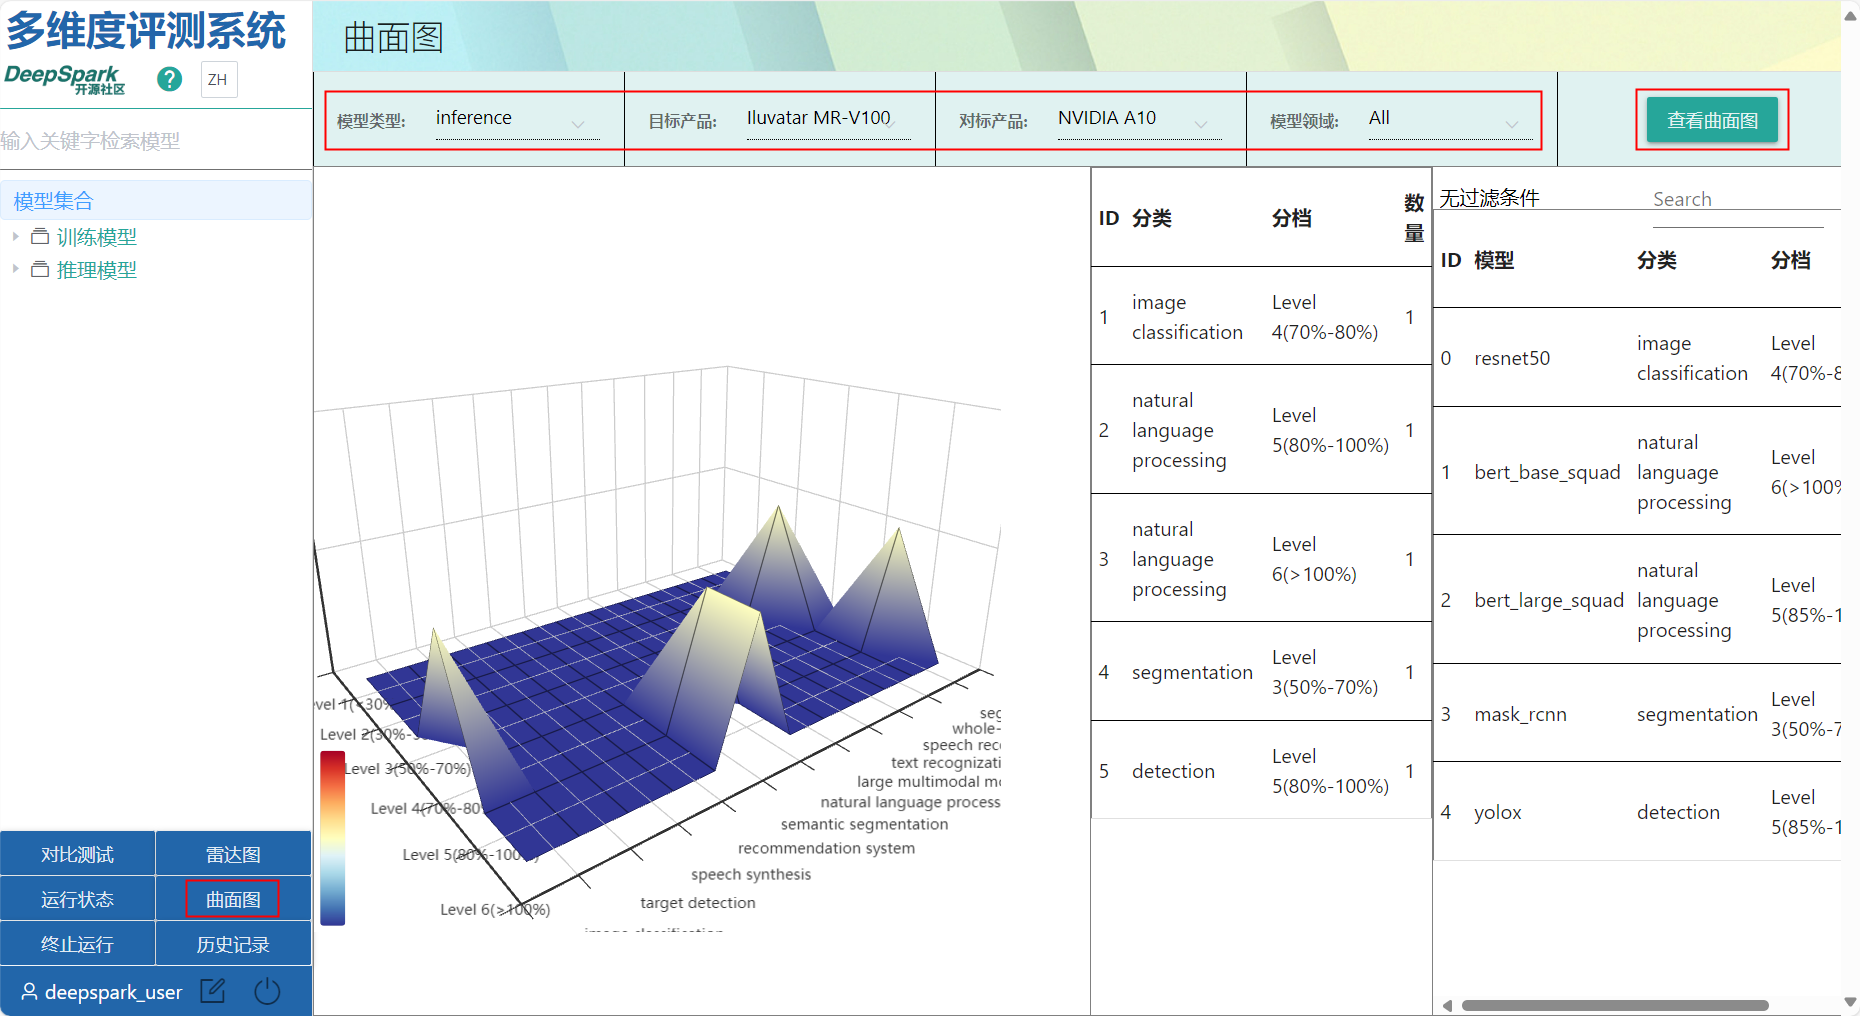 多维度评测系统
DeepSpark
开源社区
?
ZH
输入关键字检索模型
模型集合
训练模型
推理模型
对比测试
雷达图
运行状态
曲面图
终止运行
历史记录
deepspark_user
曲面图
模型类型:
inference
目标产品:
Iluvatar MR-V100
对标产品:
NVIDIA A10
模型领域:
All
查看曲面图
Level 2(30%-
Level 3(50%-70%)
Level 4(70%-80
Level 5(80%-100
Level 6(>100%)
seg
whole-
speech rec
text recognizati
large multimodal mo
natural language process
semantic segmentation
recommendation system
speech synthesis
target detection
ID 分类 分档 数量
1 image classification Level 4(70%-80%) 1
2 natural language processing Level 5(80%-100%) 1
3 natural language processing Level 6(>100%) 1
4 segmentation Level 3(50%-70%) 1
5 detection Level 5(80%-100%) 1
无过滤条件
Search
ID 模型 分类 分档
0 resnet50 image classification Level 4(70%-8
1 bert_base_squad natural language processing Level 6(>100%
2 bert_large_squad natural language processing Level 5(85%-1
3 mask_rcnn segmentation Level 3(50%-7
4 yolox detection Level 5(85%-1